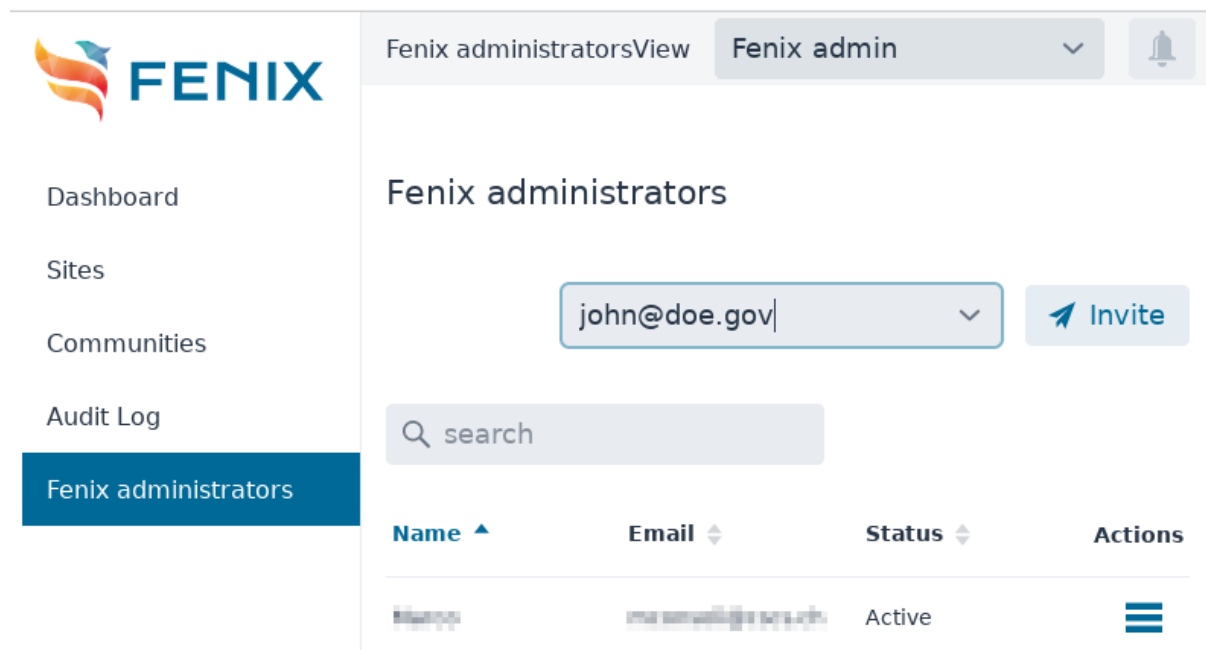 FENIX
Fenix administratorsView
Fenix admin
Dashboard
Sites
Communities
Audit Log
Fenix administrators
Fenix administrators
john@doe.gov
Invite
search
Name Email Status Actions
Active